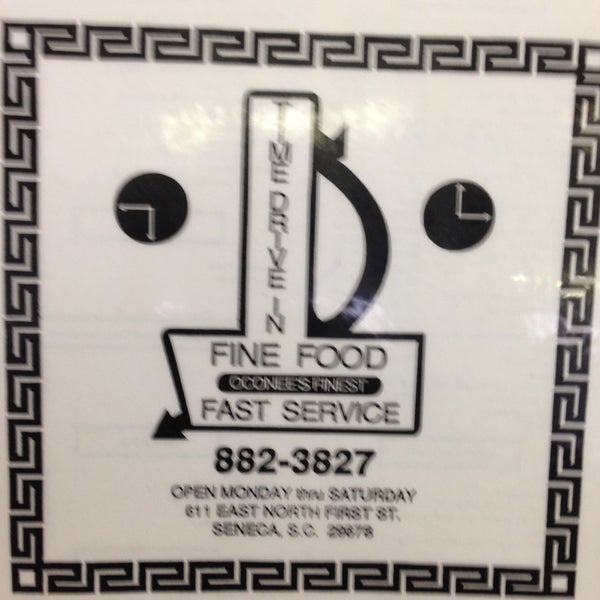 TIME DRIVE IN
FINE FOOD
OCONEE'S FINEST
FAST SERVICE
882-3827
OPEN MONDAY thru SATURDAY
611 EAST NORTH FIRST ST.
SENECA, S.C. 29678